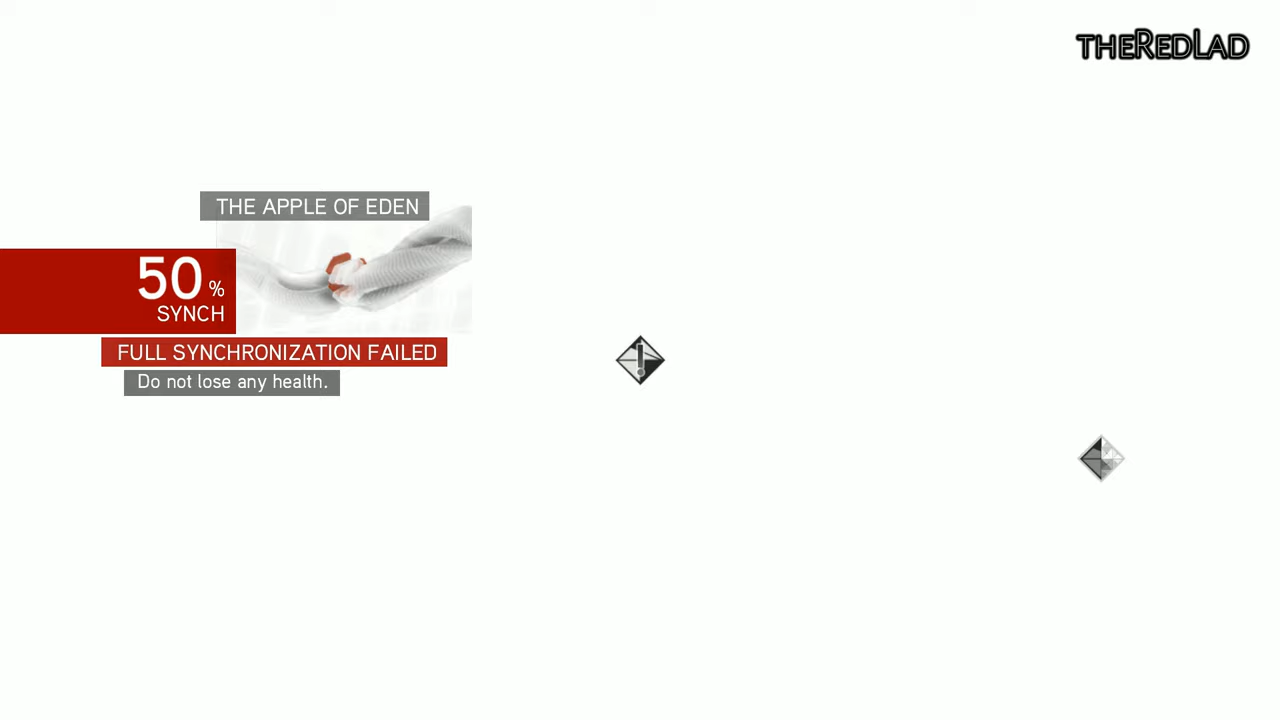 THEREDLAD
THE APPLE OF EDEN
50%
SYNCH
FULL SYNCHRONIZATION FAILED
Do not lose any health.